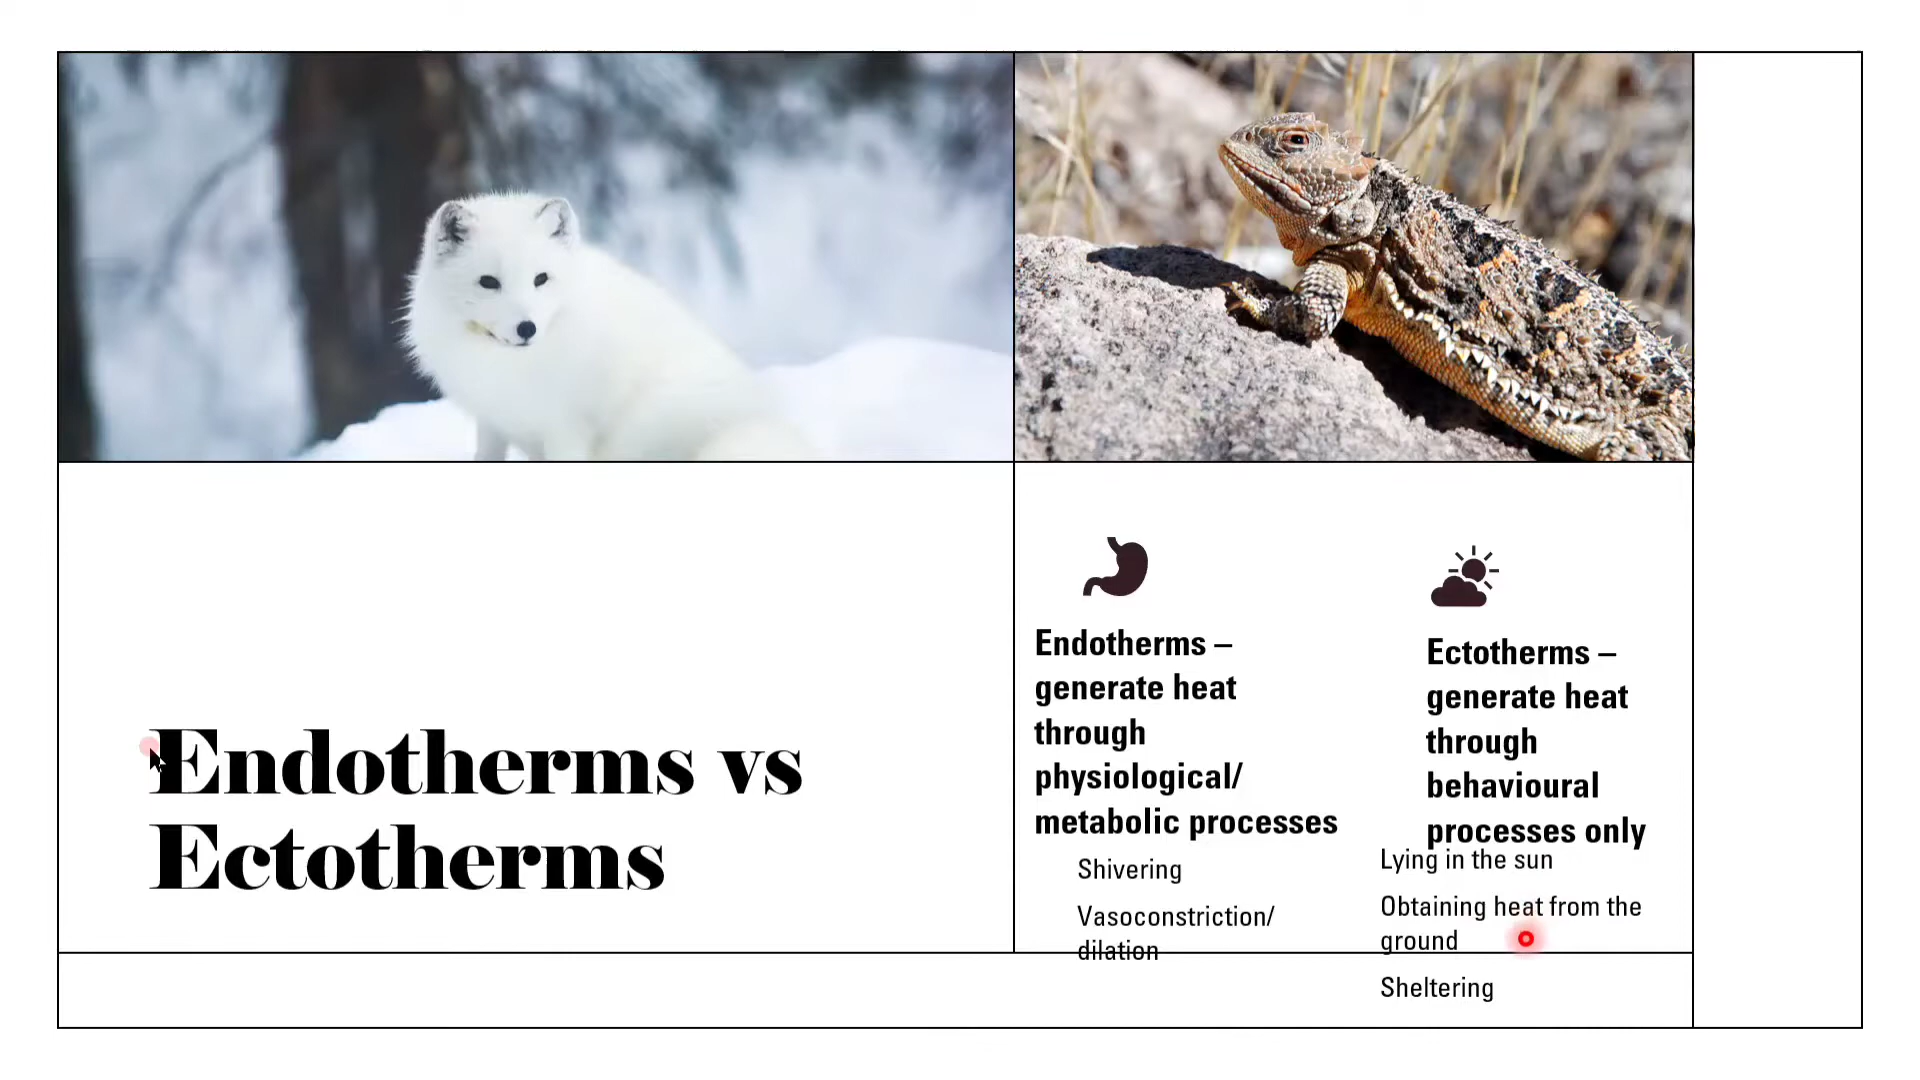 Endotherms vs
Ectotherms
Endotherms –
generate heat
through
physiological/
metabolic processes
Shivering
Vasoconstriction/
dilation
Ectotherms –
generate heat
through
behavioural
processes only
Lying in the sun
Obtaining heat from the
ground
Sheltering